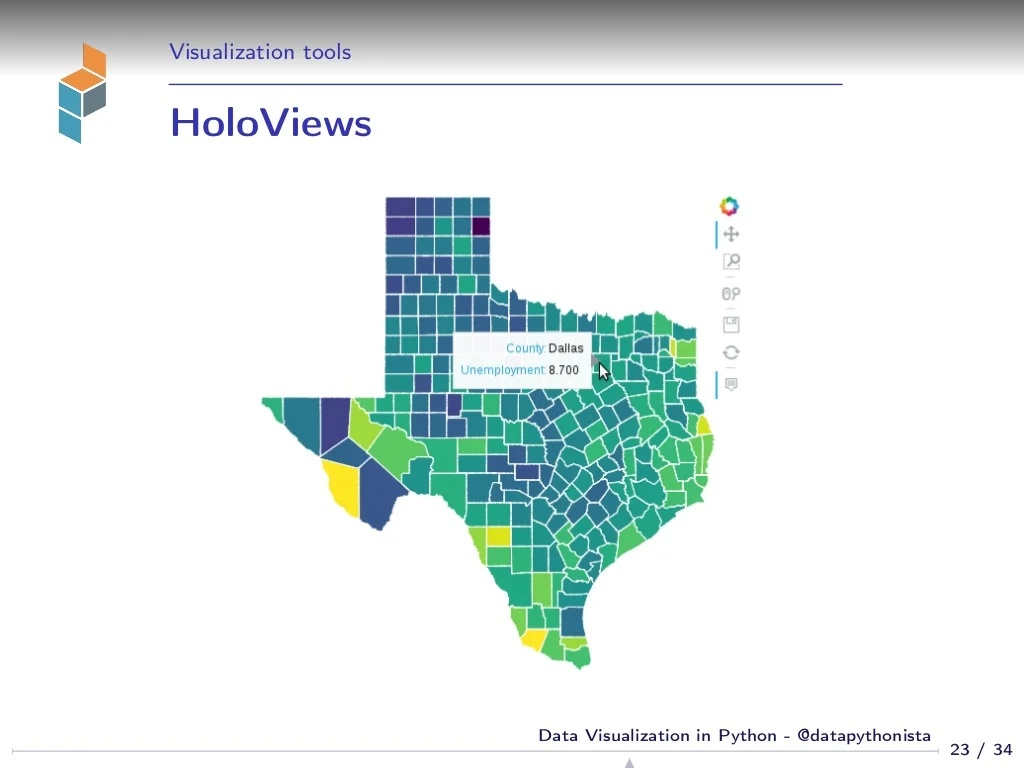 Visualization tools
HoloViews
County: Dallas
Unemployment: 8.700
Data Visualization in Python - @datapythonista
23 / 34